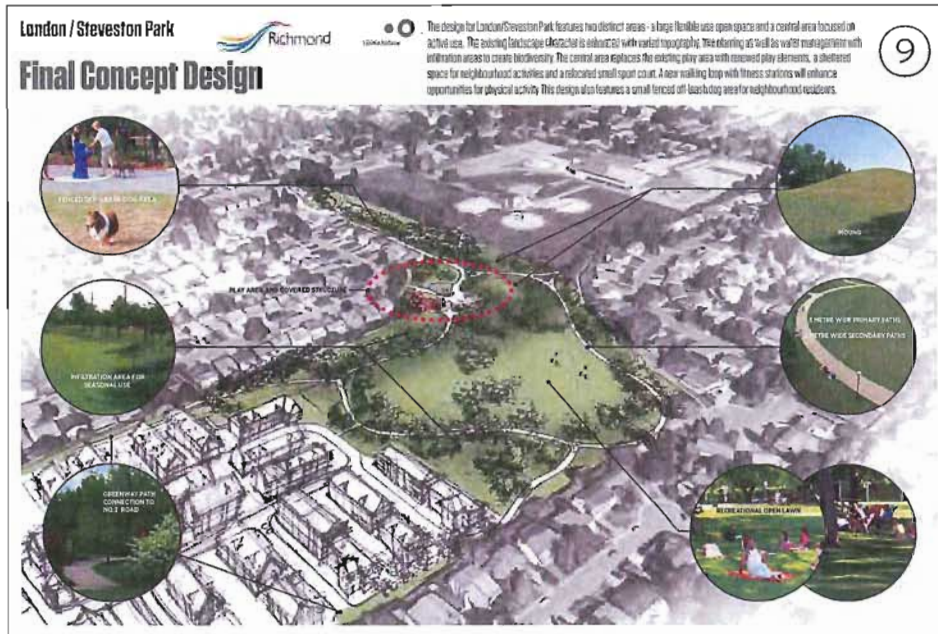 London / Steveston Park
Richmond
Final Concept Design
The design for London/Steveston Park features two distinct areas - a large flexible use open space and a central area focused on
active use. The existing landscape character is enhanced with varied topography, tree planting as well as water management with
infiltration areas to create biodiversity. The central area replaces the existing play area with renewed play elements, a sheltered
space for neighbourhood activities and a relocated small sport court. A new walking loop with fitness stations will enhance
opportunities for physical activity. This design also features a small fenced off-leash dog area for neighbourhood residents.
9
FENCED OFF-LEASH DOG AREA
MOUND
PLAY AREA AND COVERED STRUCTURE
METRE WIDE PRIMARY PATHS
METRE WIDE SECONDARY PATHS
INFILTRATION AREA FOR
SEASONAL USE
GREENWAY PATH
CONNECTION TO
NO.2 ROAD
RECREATIONAL OPEN LAWN